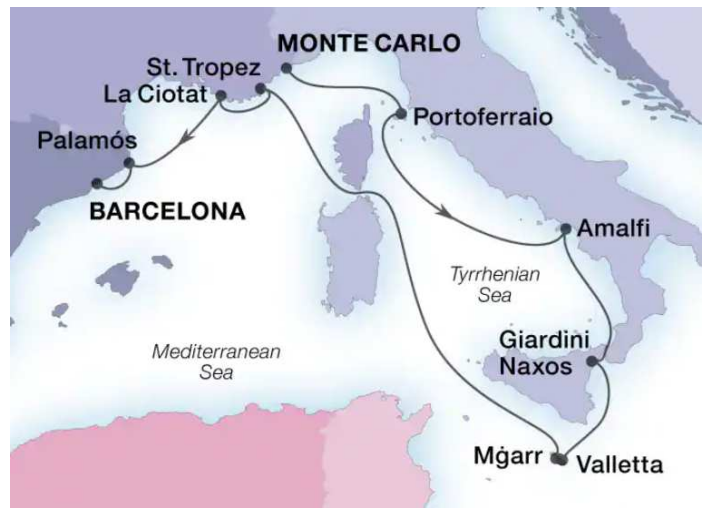 MONTE CARLO
St. Tropez
La Ciotat
Portoferraio
Palamós
BARCELONA
Amalfi
Tyrrhenian
Sea
Giardini
Naxos
Mediterranean
Sea
Mġarr
Valletta